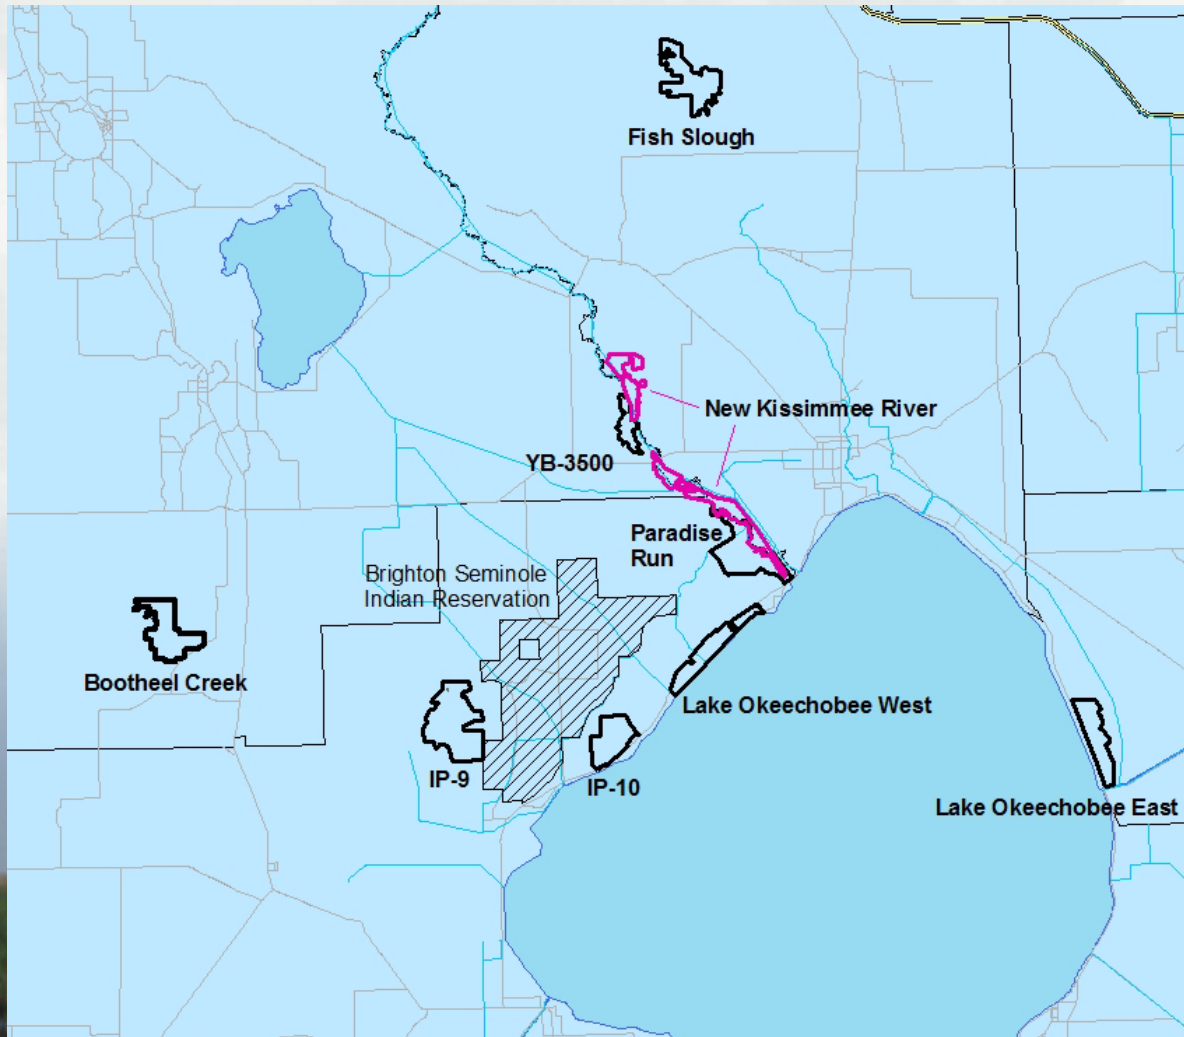 Fish Slough
New Kissimmee River
YB-3500
Paradise
Run
Brighton Seminole
Indian Reservation
Bootheel Creek
Lake Okeechobee West
IP-9
IP-10
Lake Okeechobee East